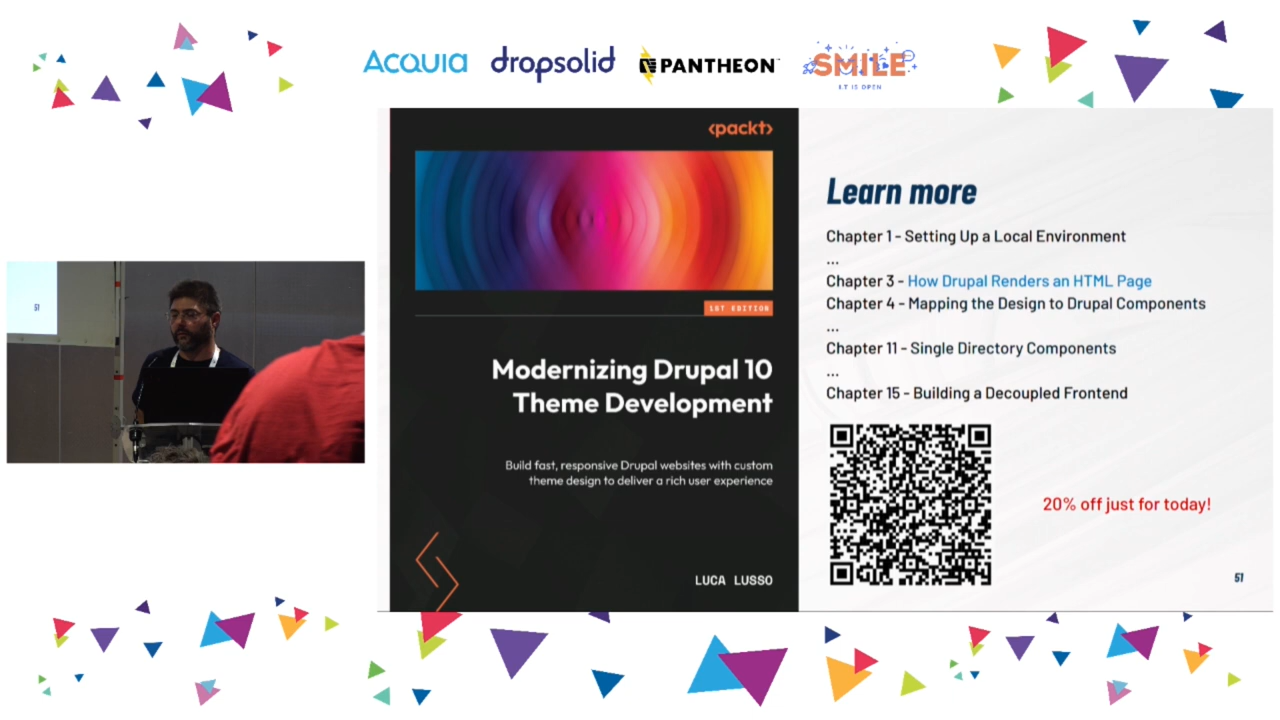 ACQUIA dropsolid PANTHEON SMILE
I.T IS OPEN
<packt>
1ST EDITION
Modernizing Drupal 10
Theme Development
Build fast, responsive Drupal websites with custom
theme design to deliver a rich user experience
LUCA LUSSO
Learn more
Chapter 1 - Setting Up a Local Environment
...
Chapter 3 - How Drupal Renders an HTML Page
Chapter 4 - Mapping the Design to Drupal Components
...
Chapter 11 - Single Directory Components
...
Chapter 15 - Building a Decoupled Frontend
20% off just for today!
51
51